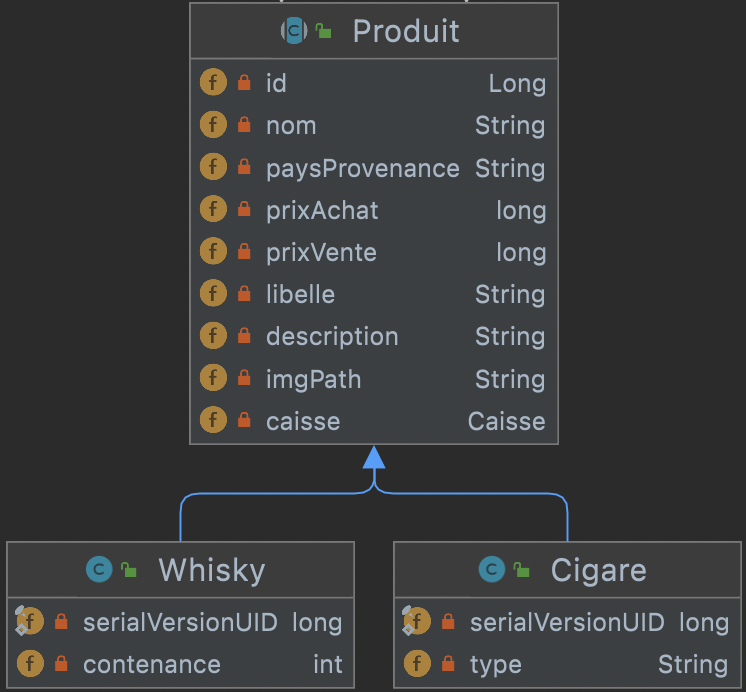 Produit
id Long
nom String
paysProvenance String
prixAchat long
prixVente long
libelle String
description String
imgPath String
caisse Caisse
Whisky
serialVersionUID long
contenance int
Cigare
serialVersionUID long
type String